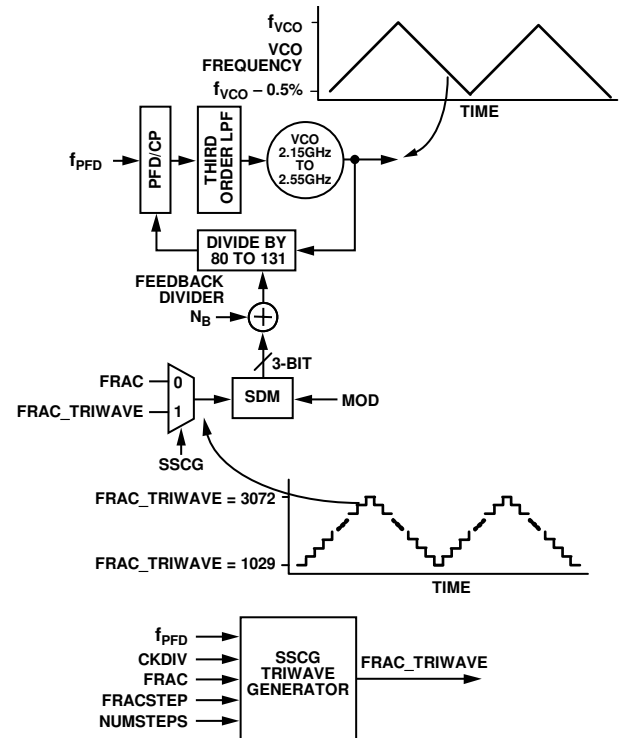 fVCO
VCO
FREQUENCY
fVCO – 0.5%
TIME
fPFD
PFD/CP
THIRD
ORDER LPF
VCO
2.15GHz
TO
2.55GHz
DIVIDE BY
80 TO 131
FEEDBACK
DIVIDER
NB
+
3-BIT
FRAC
0
FRAC_TRIWAVE
1
SDM
MOD
SSCG
FRAC_TRIWAVE = 3072
FRAC_TRIWAVE = 1029
TIME
fPFD
CKDIV
FRAC
FRACSTEP
NUMSTEPS
SSCG
TRIWAVE
GENERATOR
FRAC_TRIWAVE